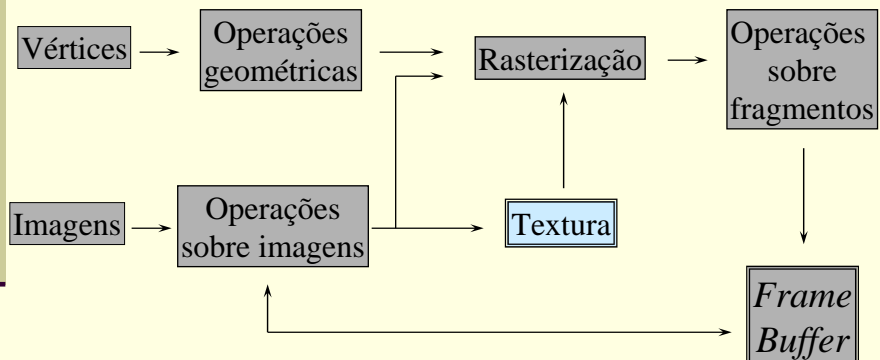 Vértices
Operações
geométricas
Rasterização
Operações
sobre
fragmentos
Imagens
Operações
sobre imagens
Textura
Frame
Buffer